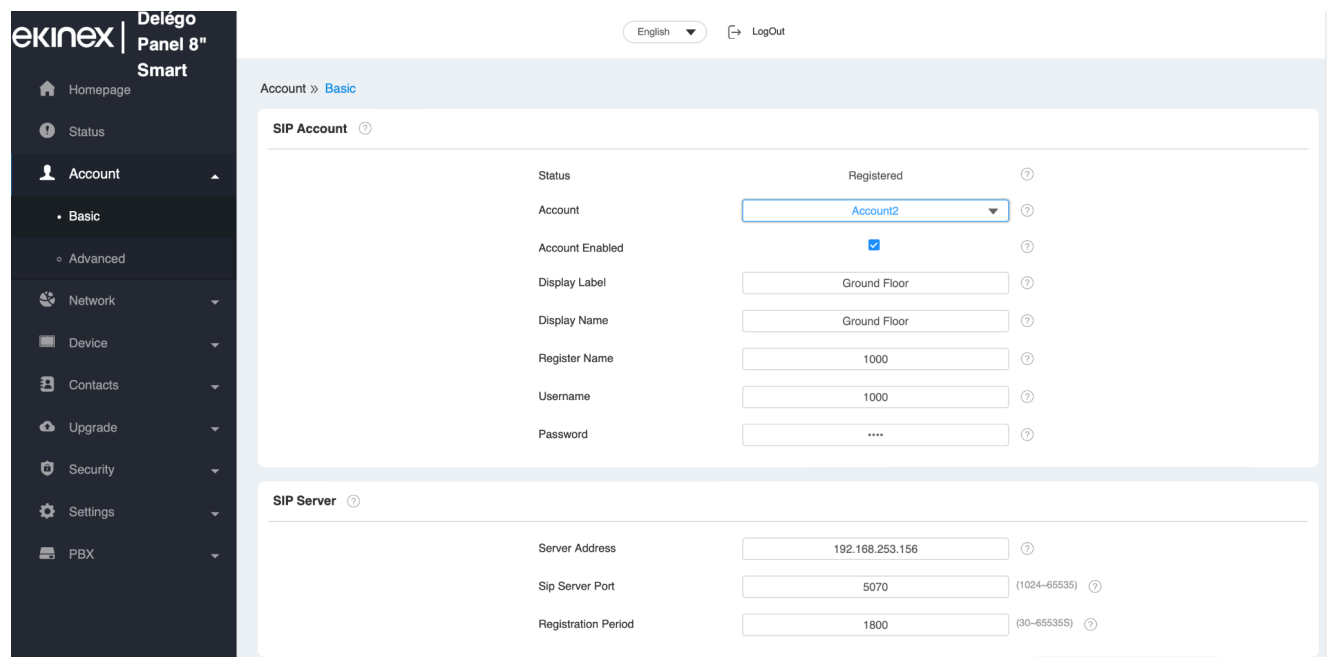 ekinex | Delégo
Panel 8"
Smart
English
LogOut
Homepage
Status
Account
Basic
Advanced
Network
Device
Contacts
Upgrade
Security
Settings
PBX
Account » Basic
SIP Account ?
Status Registered ?
Account Account2 ?
Account Enabled ?
Display Label Ground Floor ?
Display Name Ground Floor ?
Register Name 1000 ?
Username 1000 ?
Password •••• ?
SIP Server ?
Server Address 192.168.253.156 ?
Sip Server Port 5070 (1024~65535) ?
Registration Period 1800 (30~65535S) ?